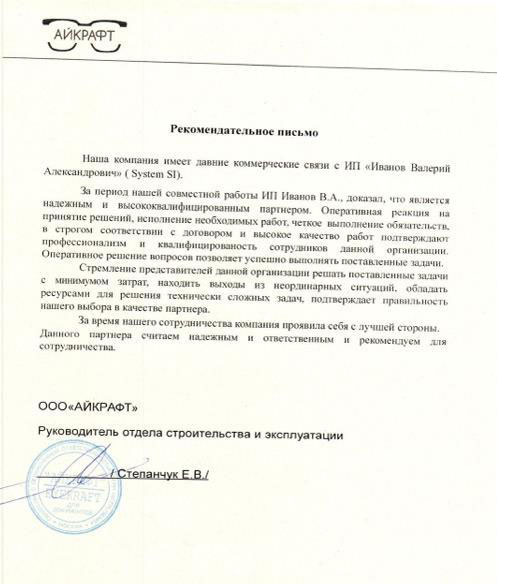 АЙКРАФТ
Рекомендательное письмо
Наша компания имеет давние коммерческие связи с ИП «Иванов Валерий
Александрович» ( System SI).
За период нашей совместной работы ИП Иванов В.А., доказал, что является
надежным и высококвалифицированным партнером. Оперативная реакция на
принятие решений, исполнение необходимых работ, четкое выполнение обязательств,
в строгом соответствии с договором и высокое качество работ подтверждают
профессионализм и квалифицированость сотрудников данной организации.
Оперативное решение вопросов позволяет успешно выполнять поставленные задачи.
Стремление представителей данной организации решать поставленные задачи
с минимумом затрат, находить выходы из неординарных ситуаций, обладать
ресурсами для решения технически сложных задач, подтверждает правильность
нашего выбора в качестве партнера.
За время нашего сотрудничества компания проявила себя с лучшей стороны.
Данного партнера считаем надежным и ответственным и рекомендуем для
сотрудничества.
ООО«АЙКРАФТ»
Руководитель отдела строительства и эксплуатации
/ Степанчук Е.В./
EYEKRAFT
ДЛЯ
ДОКУМЕНТОВ
МОСКВА